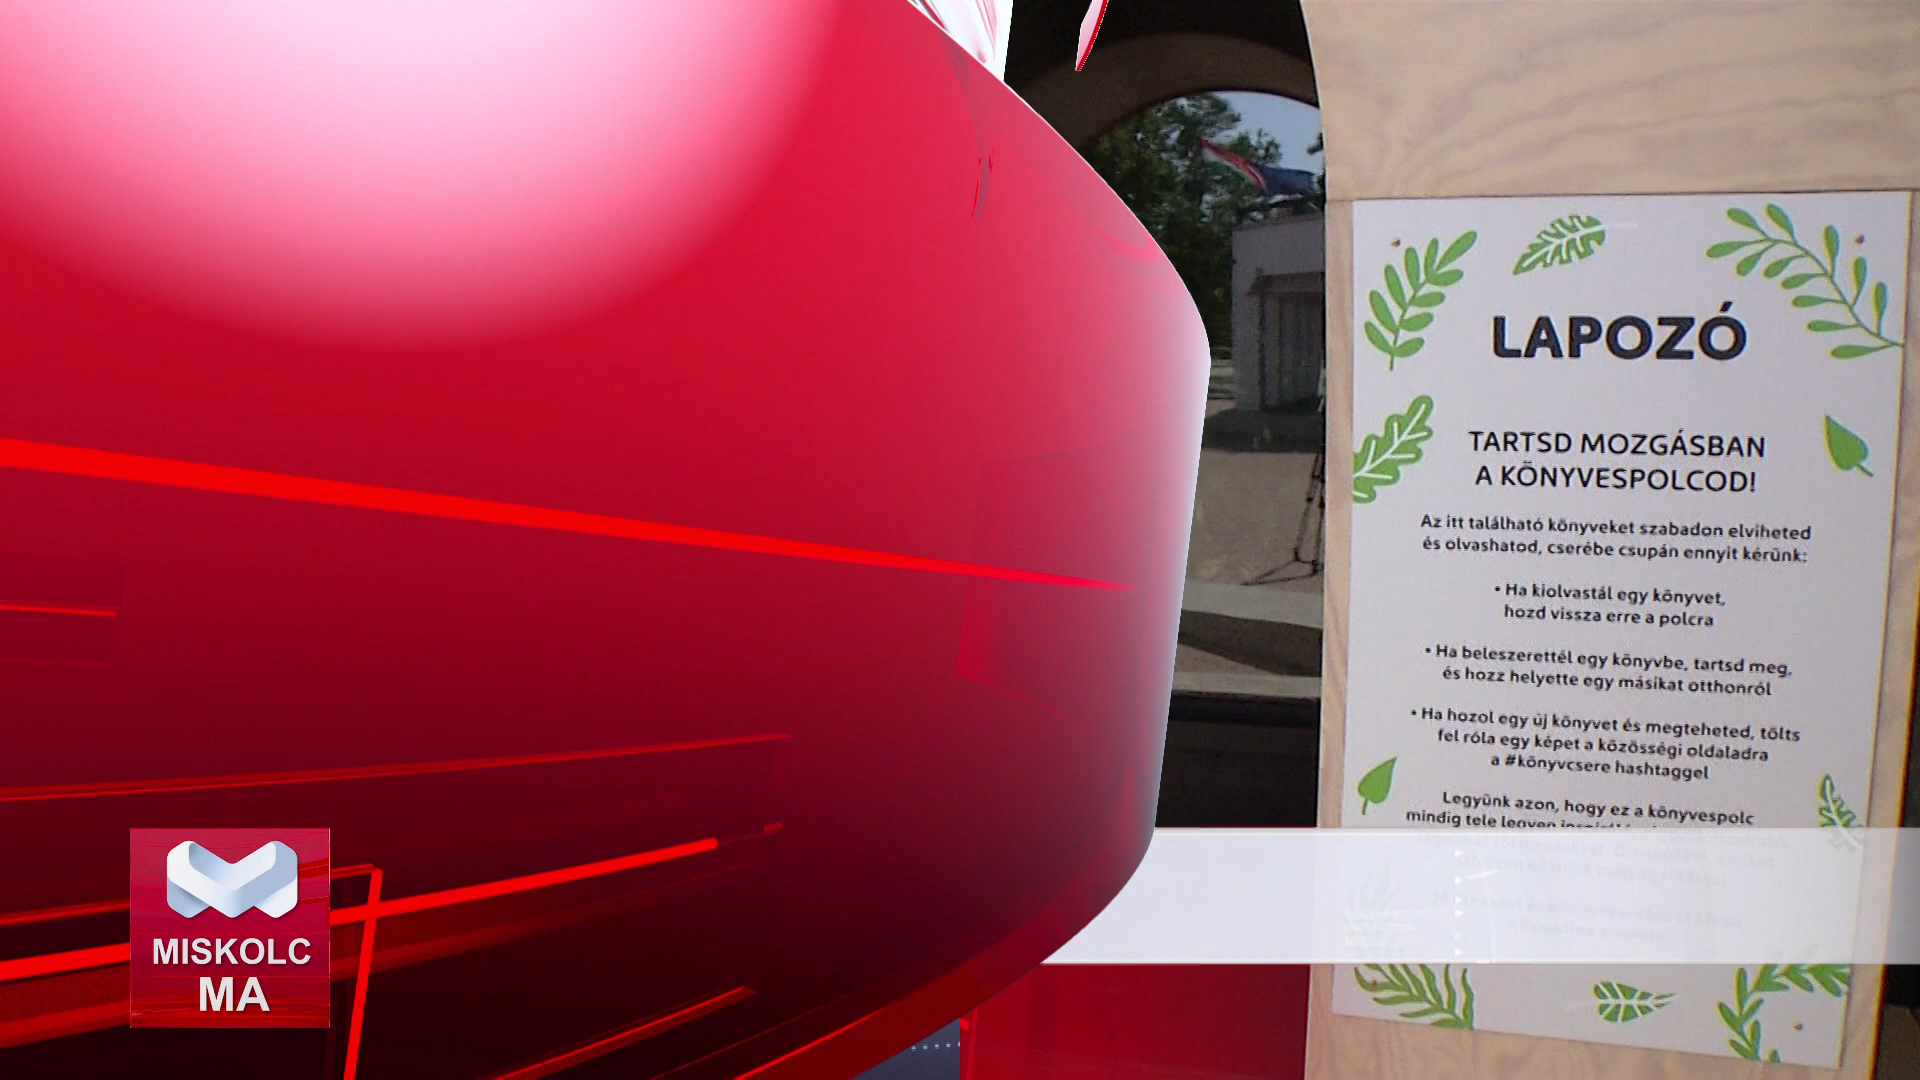 LAPOZÓ
TARTSD MOZGÁSBAN
A KÖNYVESPOLCOD!
Az itt található könyveket szabadon elviheted
és olvashatod, cserébe csupán ennyit kérünk:
• Ha kiolvastál egy könyvet,
hozd vissza erre a polcra
• Ha beleszerettél egy könyvbe, tartsd meg,
és hozz helyette egy másikat otthonról
• Ha hozol egy új könyvet és megteheted, tölts
fel róla egy képet a közösségi oldaladra
a #könyvcsere hashtaggel
Legyünk azon, hogy ez a könyvespolc
mindig tele legyen
MISKOLC
MA